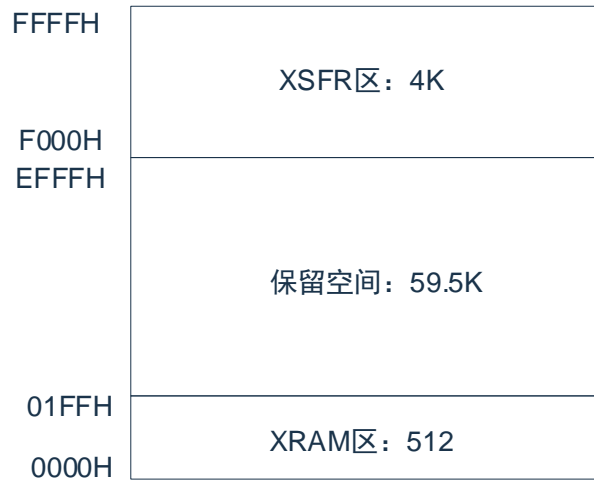 FFFFH
XSFR区：4K
F000H
EFFFH
保留空间：59.5K
01FFH
XRAM区：512
0000H